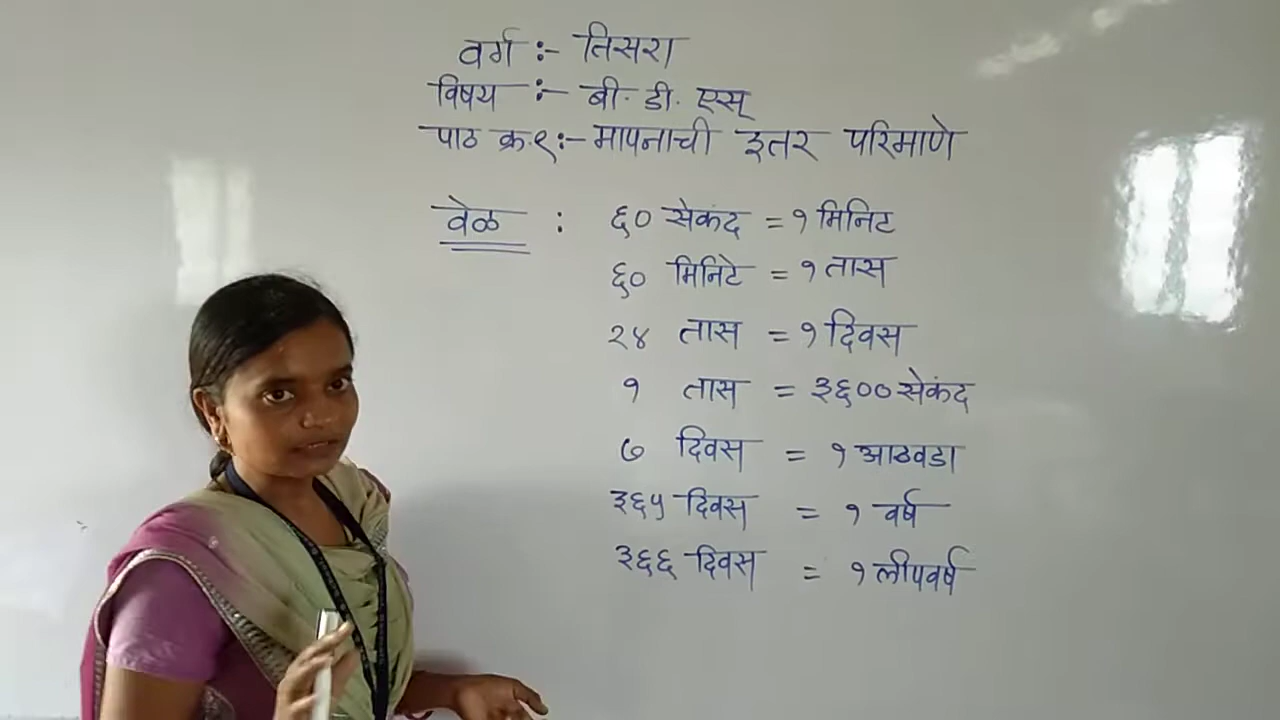 वर्ग :- तिसरा
विषय :- बी. डी. एस्
पाठ क्र.९:- मापनाची इतर परिमाणे
वेळ : ६० सेकंद = १ मिनिट
६० मिनिटे = १ तास
२४ तास = १ दिवस
१ तास = ३६०० सेकंद
७ दिवस = १ आठवडा
३६५ दिवस = १ वर्ष
३६६ दिवस = १ लीपवर्ष